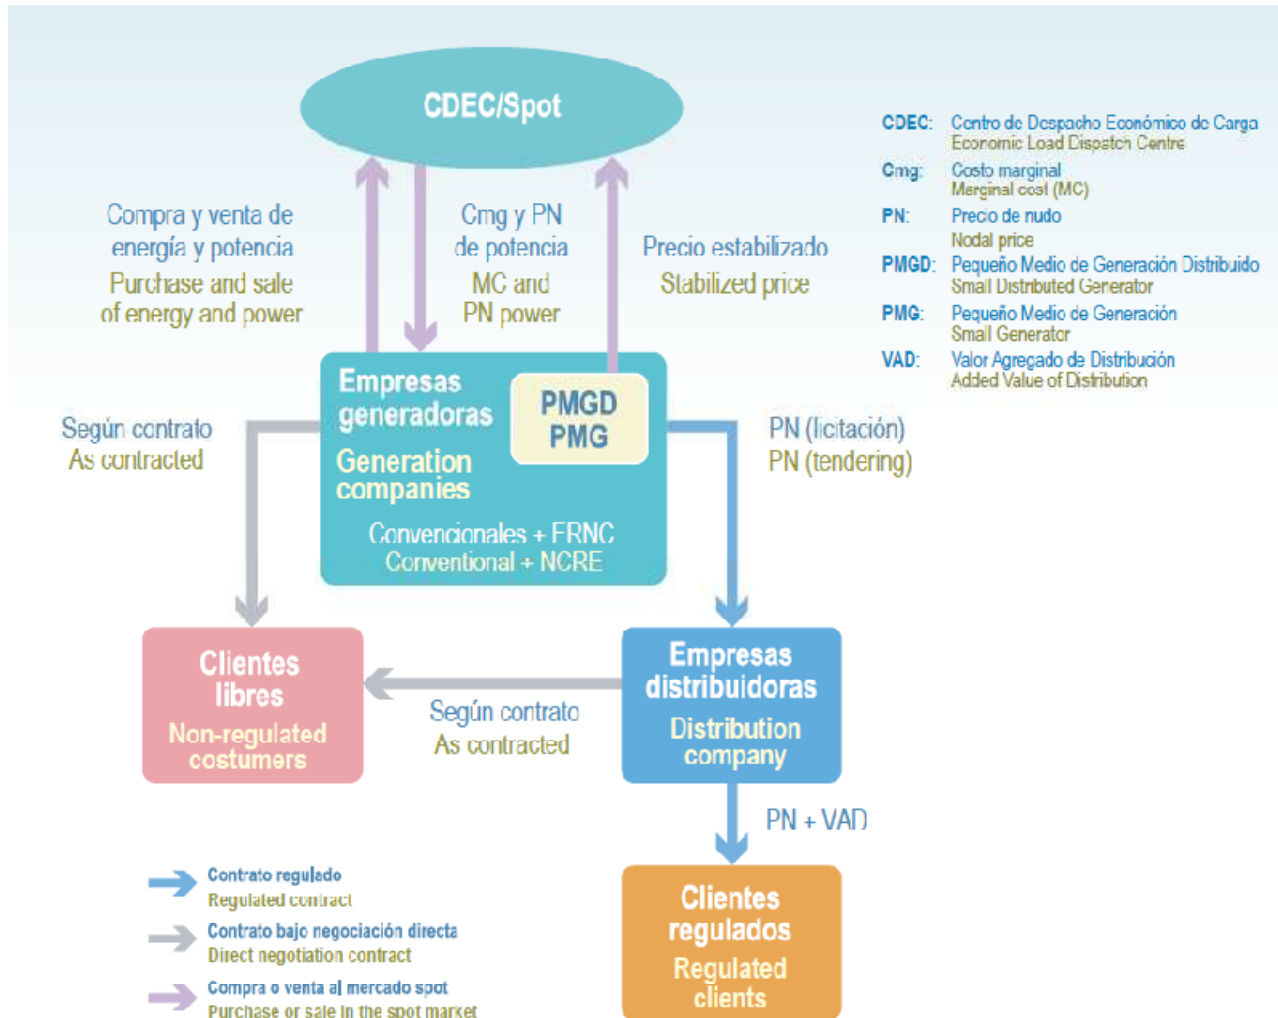 CDEC/Spot
CDEC: Centro de Despacho Económico de Carga
Economic Load Dispatch Centre
Cmg: Costo marginal
Marginal cost (MC)
PN: Precio de nudo
Nodal price
PMGD: Pequeño Medio de Generación Distribuido
Small Distributed Generator
PMG: Pequeño Medio de Generación
Small Generator
VAD: Valor Agregado de Distribución
Added Value of Distribution
Compra y venta de
energía y potencia
Purchase and sale
of energy and power
Cmg y PN
de potencia
MC and
PN power
Precio estabilizado
Stabilized price
Empresas
generadoras
Generation
companies
PMGD
PMG
Convencionales + ERNC
Conventional + NCRE
Según contrato
As contracted
PN (licitación)
PN (tendering)
Clientes
libres
Non-regulated
costumers
Según contrato
As contracted
Empresas
distribuidoras
Distribution
company
PN + VAD
Clientes
regulados
Regulated
clients
Contrato regulado
Regulated contract
Contrato bajo negociación directa
Direct negotiation contract
Compra o venta al mercado spot
Purchase or sale in the spot market